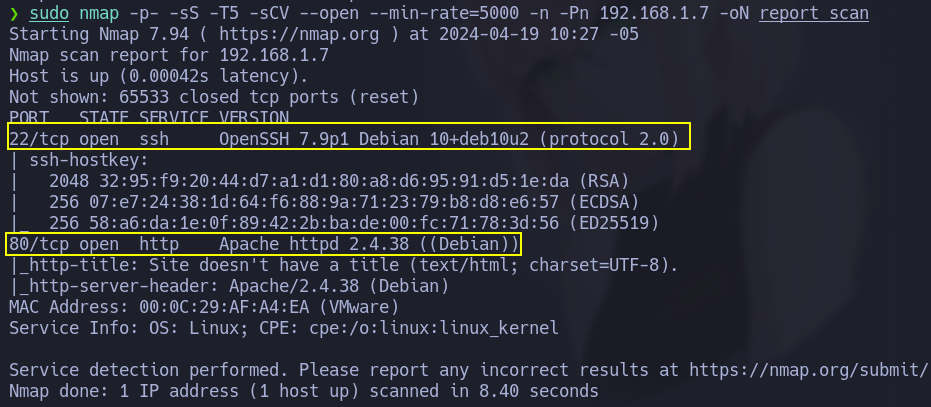 ❯ sudo nmap -p- -sS -T5 -sCV --open --min-rate=5000 -n -Pn 192.168.1.7 -oN report_scan
Starting Nmap 7.94 ( https://nmap.org ) at 2024-04-19 10:27 -05
Nmap scan report for 192.168.1.7
Host is up (0.00042s latency).
Not shown: 65533 closed tcp ports (reset)
PORT   STATE SERVICE VERSION
22/tcp open  ssh     OpenSSH 7.9p1 Debian 10+deb10u2 (protocol 2.0)
| ssh-hostkey:
|   2048 32:95:f9:20:44:d7:a1:d1:80:a8:d6:95:91:d5:1e:da (RSA)
|   256 07:e7:24:38:1d:64:f6:88:9a:71:23:79:b8:d8:e6:57 (ECDSA)
|_  256 58:a6:da:1e:0f:89:42:2b:ba:de:00:fc:71:78:3d:56 (ED25519)
80/tcp open  http    Apache httpd 2.4.38 ((Debian))
|_http-title: Site doesn't have a title (text/html; charset=UTF-8).
|_http-server-header: Apache/2.4.38 (Debian)
MAC Address: 00:0C:29:AF:A4:EA (VMware)
Service Info: OS: Linux; CPE: cpe:/o:linux:linux_kernel
Service detection performed. Please report any incorrect results at https://nmap.org/submit/
Nmap done: 1 IP address (1 host up) scanned in 8.40 seconds